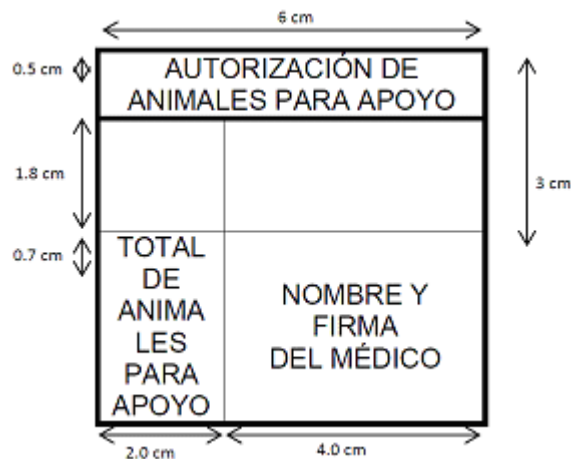 6 cm
0.5 cm
AUTORIZACIÓN DE
ANIMALES PARA APOYO
1.8 cm
3 cm
0.7 cm
TOTAL
DE
ANIMA
LES
PARA
APOYO
NOMBRE Y
FIRMA
DEL MÉDICO
2.0 cm
4.0 cm